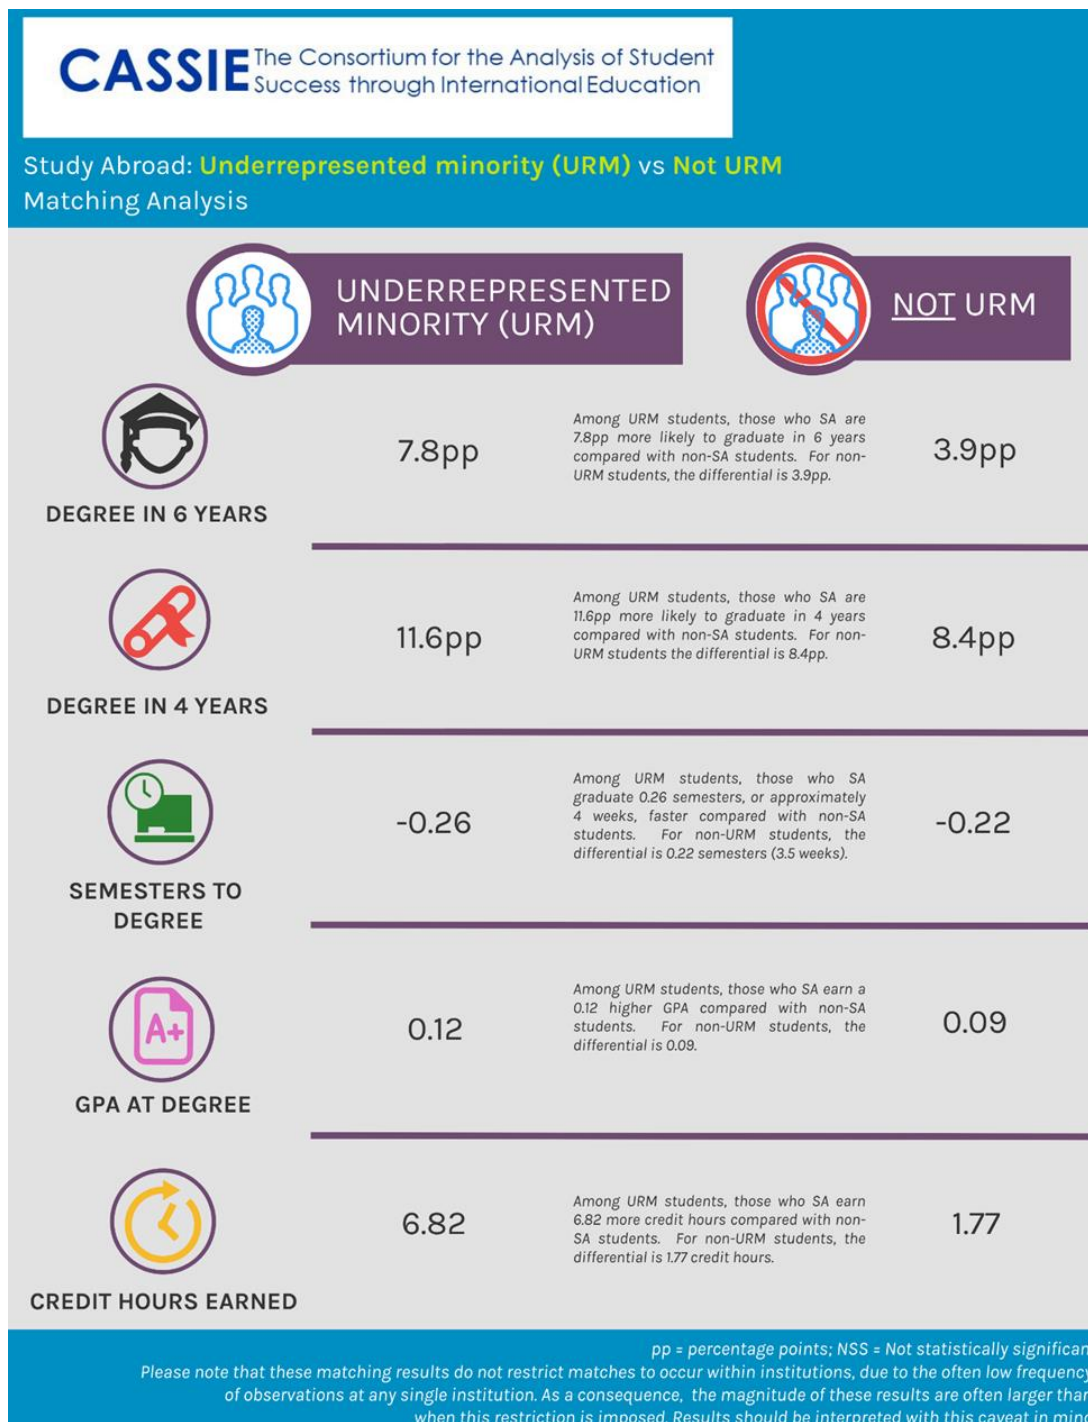 CASSIE The Consortium for the Analysis of Student
Success through International Education
Study Abroad: Underrepresented minority (URM) vs Not URM
Matching Analysis
UNDERREPRESENTED
MINORITY (URM)
NOT URM
DEGREE IN 6 YEARS
7.8pp
Among URM students, those who SA are
7.8pp more likely to graduate in 6 years
compared with non-SA students. For non-
URM students, the differential is 3.9pp.
3.9pp
DEGREE IN 4 YEARS
11.6pp
Among URM students, those who SA are
11.6pp more likely to graduate in 4 years
compared with non-SA students. For non-
URM students the differential is 8.4pp.
8.4pp
SEMESTERS TO
DEGREE
-0.26
Among URM students, those who SA
graduate 0.26 semesters, or approximately
4 weeks, faster compared with non-SA
students. For non-URM students, the
differential is 0.22 semesters (3.5 weeks).
-0.22
A+
GPA AT DEGREE
0.12
Among URM students, those who SA earn a
0.12 higher GPA compared with non-SA
students. For non-URM students, the
differential is 0.09.
0.09
CREDIT HOURS EARNED
6.82
Among URM students, those who SA earn
6.82 more credit hours compared with non-
SA students. For non-URM students, the
differential is 1.77 credit hours.
1.77
pp = percentage points; NSS = Not statistically significan
Please note that these matching results do not restrict matches to occur within institutions, due to the often low frequency
of observations at any single institution. As a consequence, the magnitude of these results are often larger than
when this restriction is imposed. Results should be interpreted with this caveat in